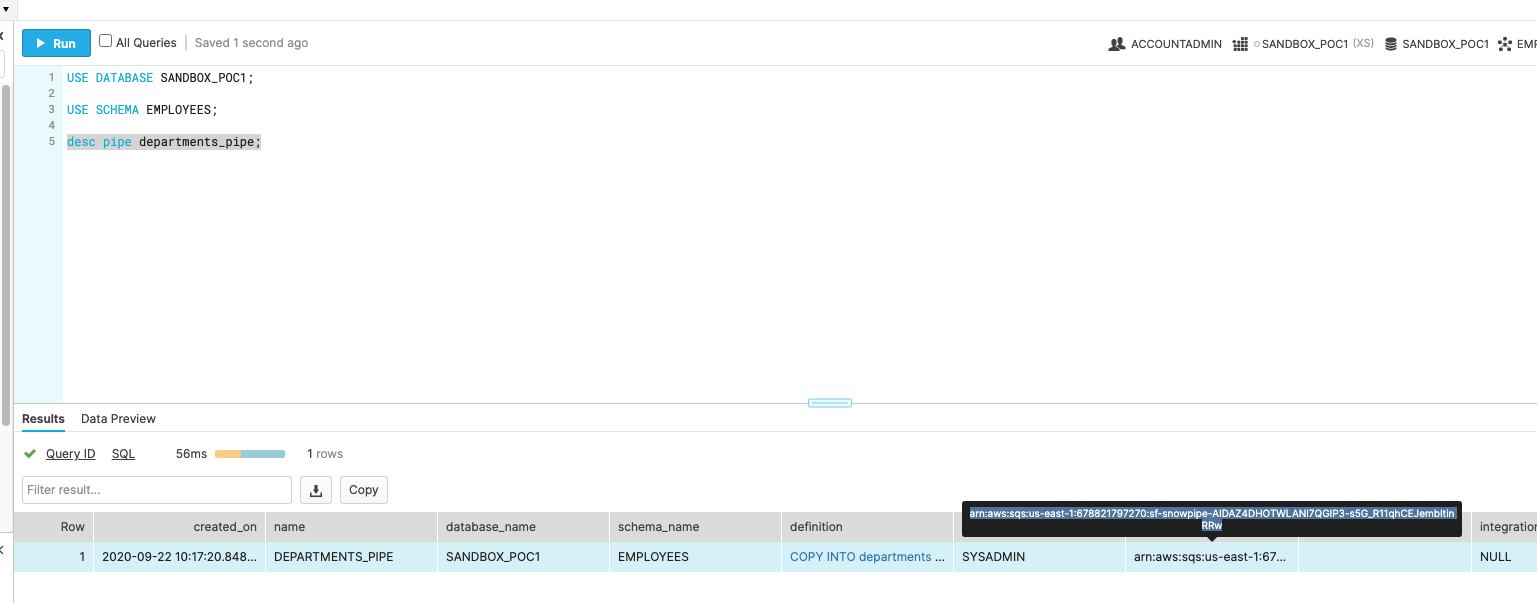 Run All Queries Saved 1 second ago ACCOUNTADMIN SANDBOX_POC1 (XS) SANDBOX_POC1 EMP
1 USE DATABASE SANDBOX_POC1;
2
3 USE SCHEMA EMPLOYEES;
4
5 desc pipe departments_pipe;
Results Data Preview
Query ID SQL 56ms 1 rows
Filter result... Copy
arn:aws:sqs:us-east-1:678821797270:sf-snowpipe-AIDAZ4DHOTWLANI7QGIP3-s5G_R11qhCEJembItin
RRw
Row created_on name database_name schema_name definition integration
1 2020-09-22 10:17:20.848... DEPARTMENTS_PIPE SANDBOX_POC1 EMPLOYEES COPY INTO departments ... SYSADMIN arn:aws:sqs:us-east-1:67... NULL